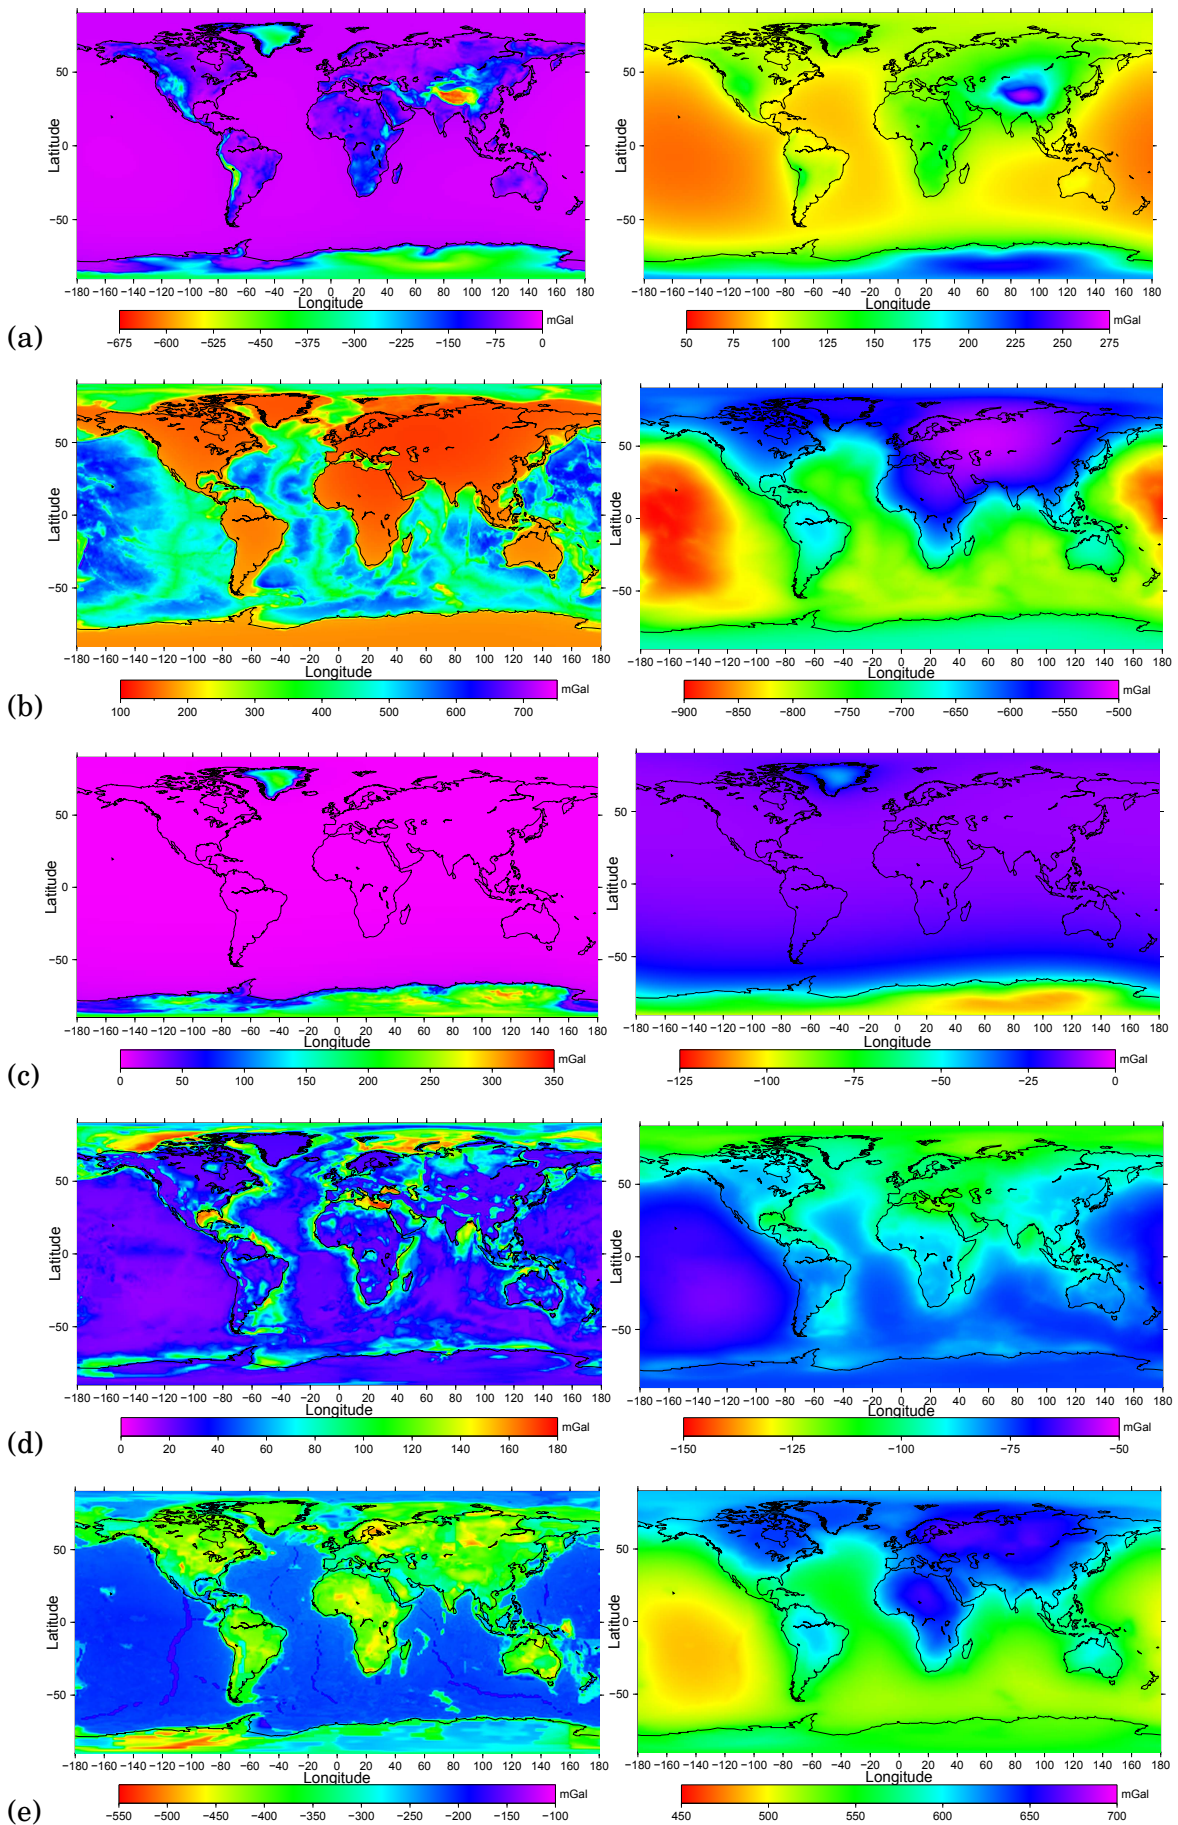 50
Latitude
0
−50
−180−160−140−120−100 −80 −60 −40 −20 0 20 40 60 80 100 120 140 160 180
Longitude
mGal
−675 −600 −525 −450 −375 −300 −225 −150 −75 0
50
Latitude
0
−50
−180−160−140−120−100 −80 −60 −40 −20 0 20 40 60 80 100 120 140 160 180
Longitude
mGal
50 75 100 125 150 175 200 225 250 275
(a)
50
Latitude
0
−50
−180−160−140−120−100 −80 −60 −40 −20 0 20 40 60 80 100 120 140 160 180
Longitude
mGal
100 200 300 400 500 600 700
50
Latitude
0
−50
−180−160−140−120−100 −80 −60 −40 −20 0 20 40 60 80 100 120 140 160 180
Longitude
mGal
−900 −850 −800 −750 −700 −650 −600 −550 −500
(b)
50
Latitude
0
−50
−180−160−140−120−100 −80 −60 −40 −20 0 20 40 60 80 100 120 140 160 180
Longitude
mGal
0 50 100 150 200 250 300 350
50
Latitude
0
−50
−180−160−140−120−100 −80 −60 −40 −20 0 20 40 60 80 100 120 140 160 180
Longitude
mGal
−125 −100 −75 −50 −25 0
(c)
50
Latitude
0
−50
−180−160−140−120−100 −80 −60 −40 −20 0 20 40 60 80 100 120 140 160 180
Longitude
mGal
0 20 40 60 80 100 120 140 160 180
50
Latitude
0
−50
−180−160−140−120−100 −80 −60 −40 −20 0 20 40 60 80 100 120 140 160 180
Longitude
mGal
−150 −125 −100 −75 −50
(d)
50
Latitude
0
−50
−180−160−140−120−100 −80 −60 −40 −20 0 20 40 60 80 100 120 140 160 180
Longitude
mGal
−550 −500 −450 −400 −350 −300 −250 −200 −150 −100
50
Latitude
0
−50
−180−160−140−120−100 −80 −60 −40 −20 0 20 40 60 80 100 120 140 160 180
Longitude
mGal
450 500 550 600 650 700
(e)